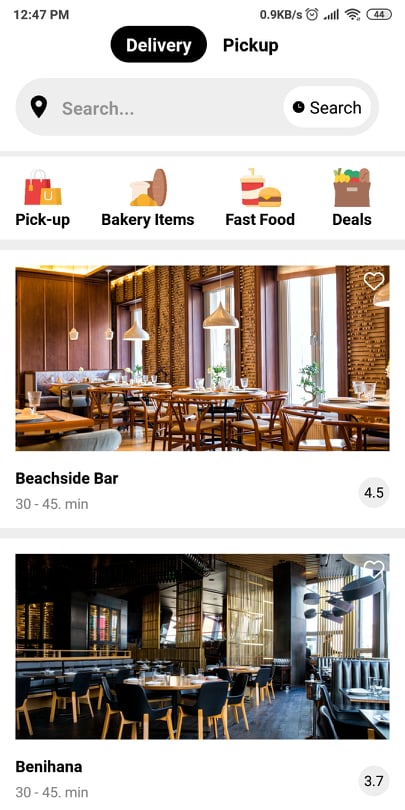 12:47 PM 0.9KB/s 44
Delivery Pickup
Search... Search
Pick-up Bakery Items Fast Food Deals
Beachside Bar
30 - 45. min
4.5
Benihana
30 - 45. min
3.7